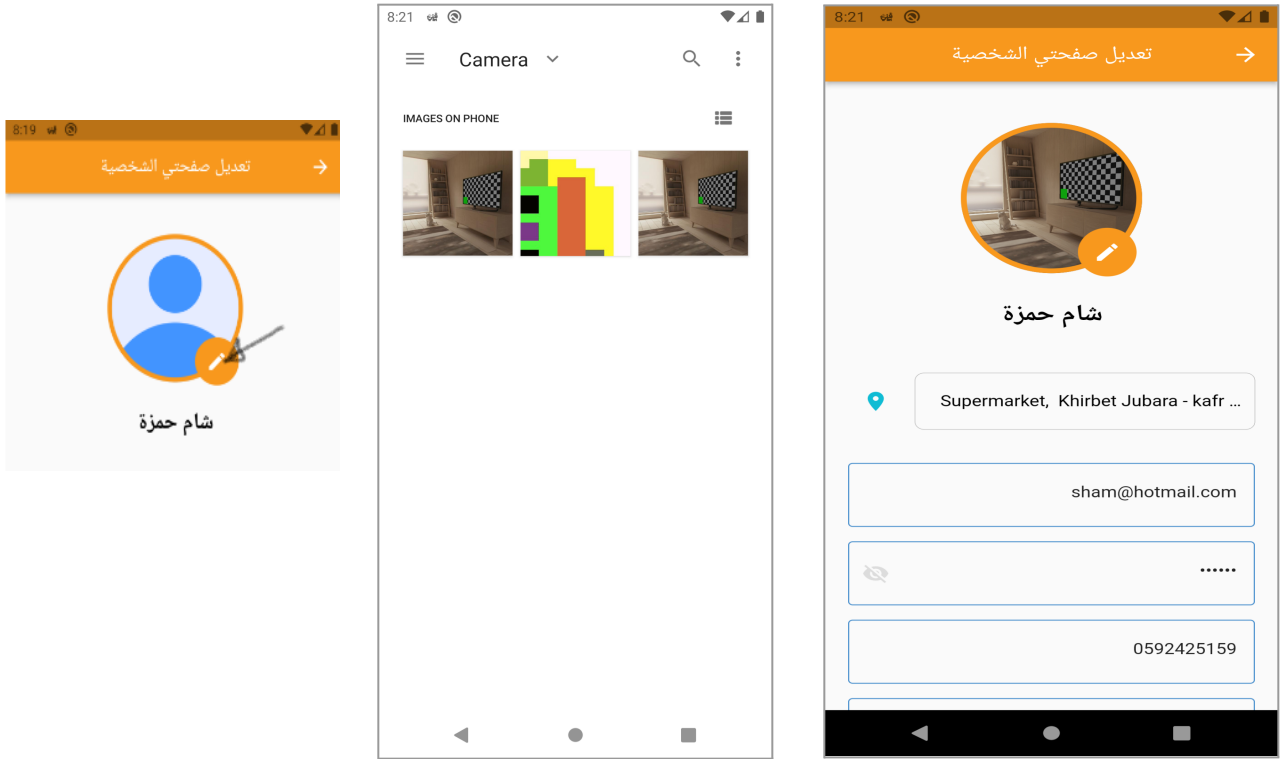 8:19
تعديل صفحتي الشخصية
شام حمزة
8:21
Camera
IMAGES ON PHONE
8:21
تعديل صفحتي الشخصية
شام حمزة
Supermarket, Khirbet Jubara - kafr ...
sham@hotmail.com
••••••
0592425159